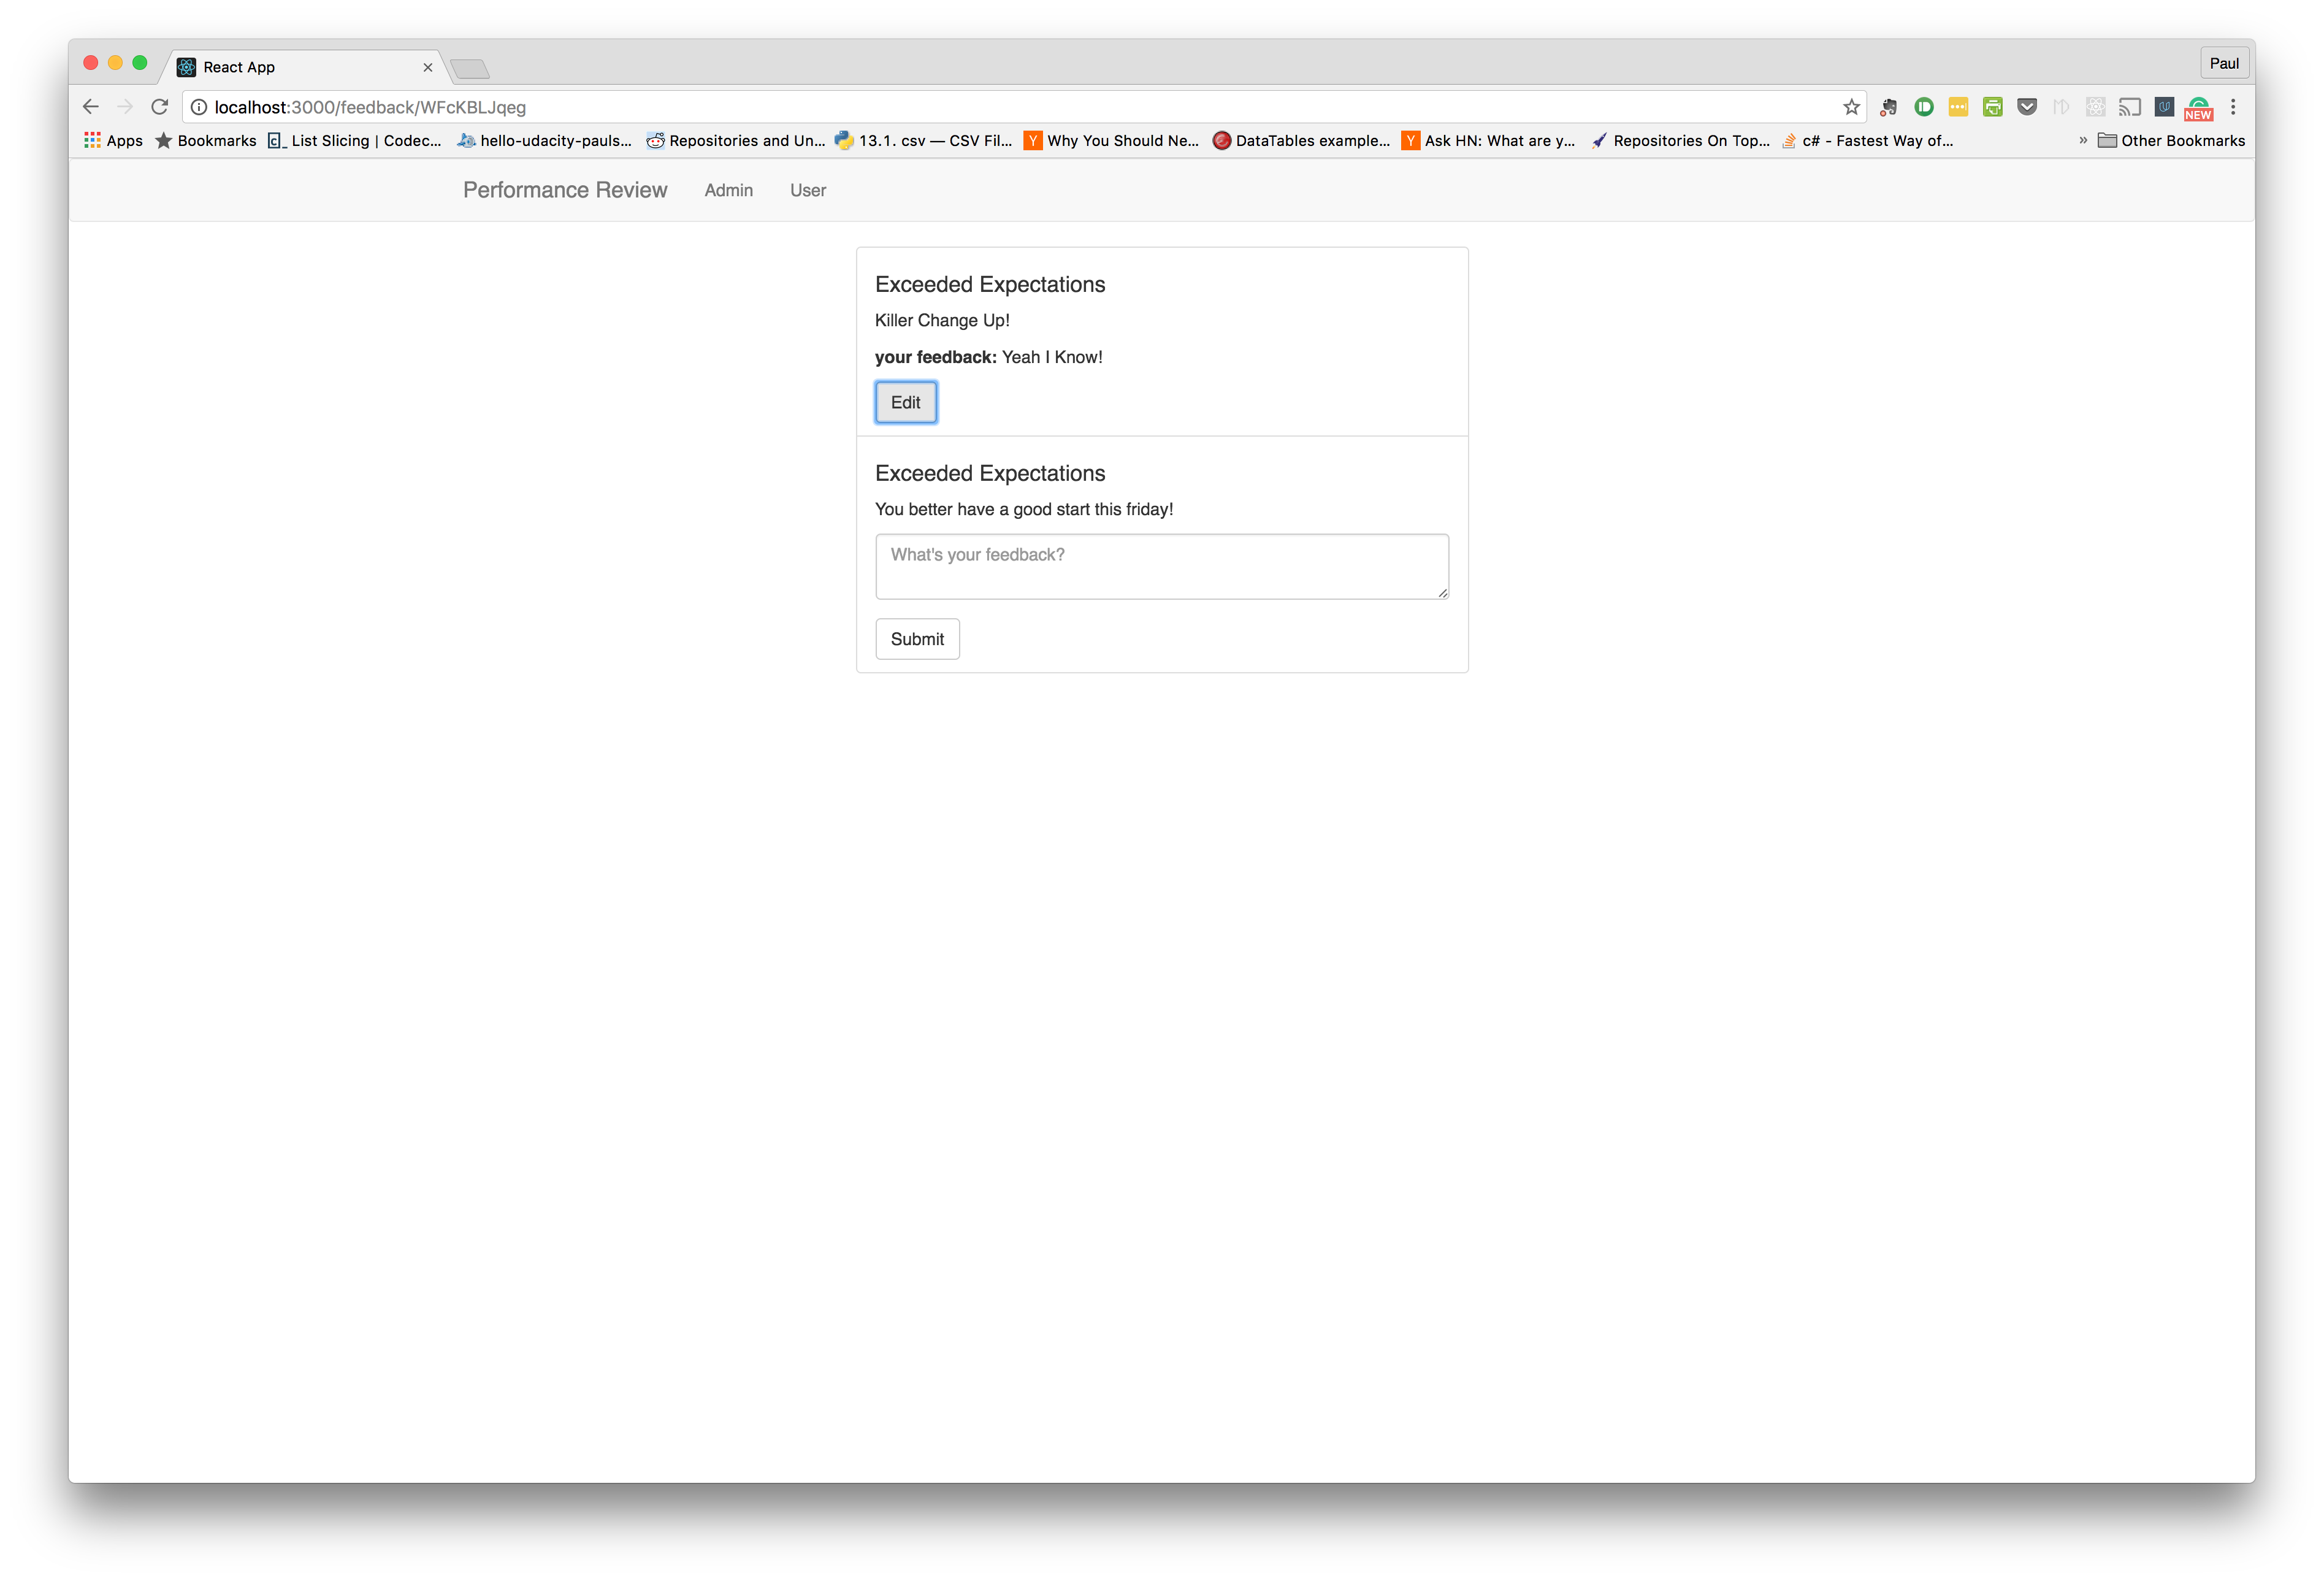 React App
Paul
localhost:3000/feedback/WFcKBLJqeg
NEW
Apps Bookmarks List Slicing | Codec... hello-udacity-pauls... Repositories and Un... 13.1. csv — CSV Fil... Why You Should Ne... DataTables example... Ask HN: What are y... Repositories On Top... c# - Fastest Way of... » Other Bookmarks
Performance Review Admin User
Exceeded Expectations
Killer Change Up!
your feedback: Yeah I Know!
Edit
Exceeded Expectations
You better have a good start this friday!
What's your feedback?
Submit